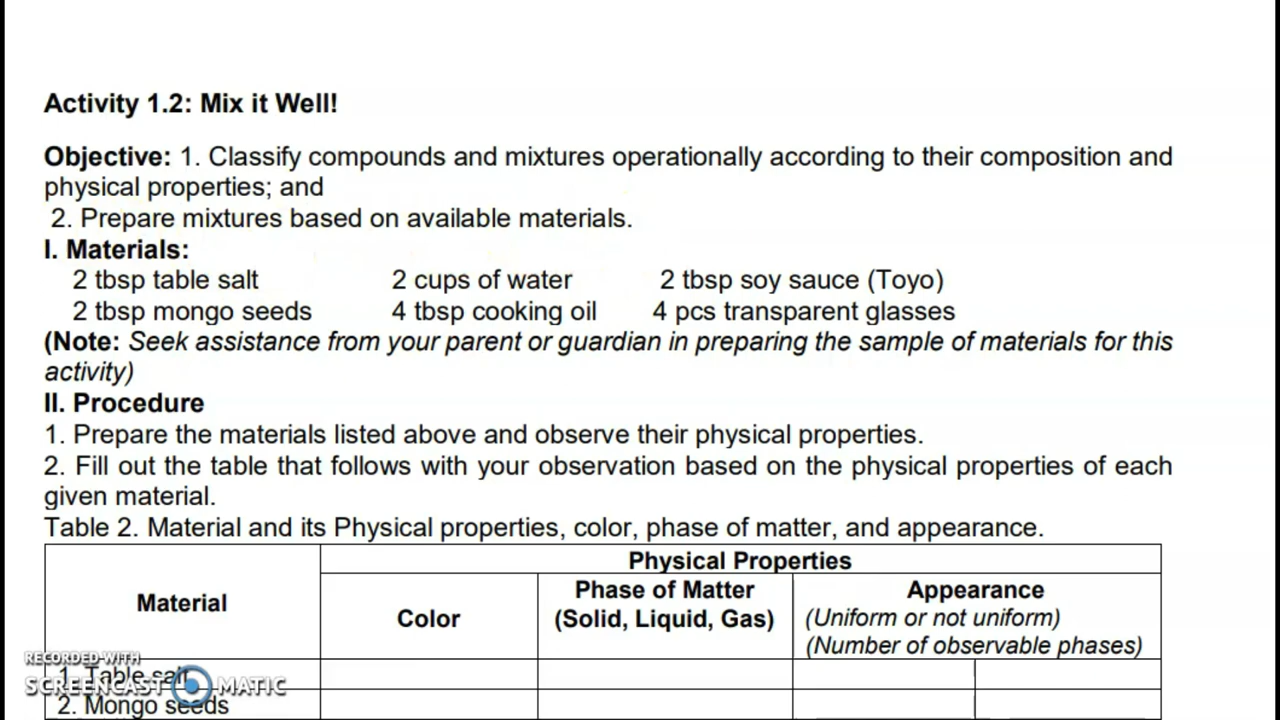 Activity 1.2: Mix it Well!
Objective: 1. Classify compounds and mixtures operationally according to their composition and
physical properties; and
2. Prepare mixtures based on available materials.
I. Materials:
2 tbsp table salt 2 cups of water 2 tbsp soy sauce (Toyo)
2 tbsp mongo seeds 4 tbsp cooking oil 4 pcs transparent glasses
(Note: Seek assistance from your parent or guardian in preparing the sample of materials for this
activity)
II. Procedure
1. Prepare the materials listed above and observe their physical properties.
2. Fill out the table that follows with your observation based on the physical properties of each
given material.
Table 2. Material and its Physical properties, color, phase of matter, and appearance.
Material
Physical Properties
Color
Phase of Matter
(Solid, Liquid, Gas)
Appearance
(Uniform or not uniform)
(Number of observable phases)
1. Table salt
2. Mongo seeds
RECORDED WITH
SCREENCAST MATIC